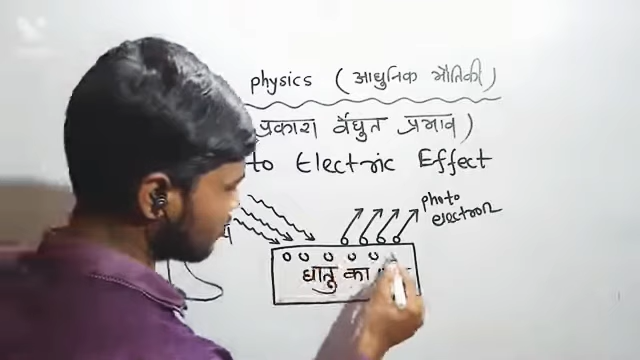 physics (आधुनिक भौतिकी)
प्रकाश वैधुत प्रभाव)
to Electric Effect
photo
electron
धातु का